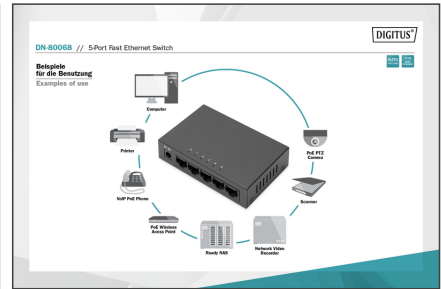 DIGITUS®
DN-80068 // 5-Port Fast Ethernet Switch
Beispiele
für die Benutzung
Examples of use
Computer
Printer
PoE PTZ
Camera
VoIP PoE Phone
Scanner
PoE Wireless
Acess Point
Ready NAS
Network Video
Recorder